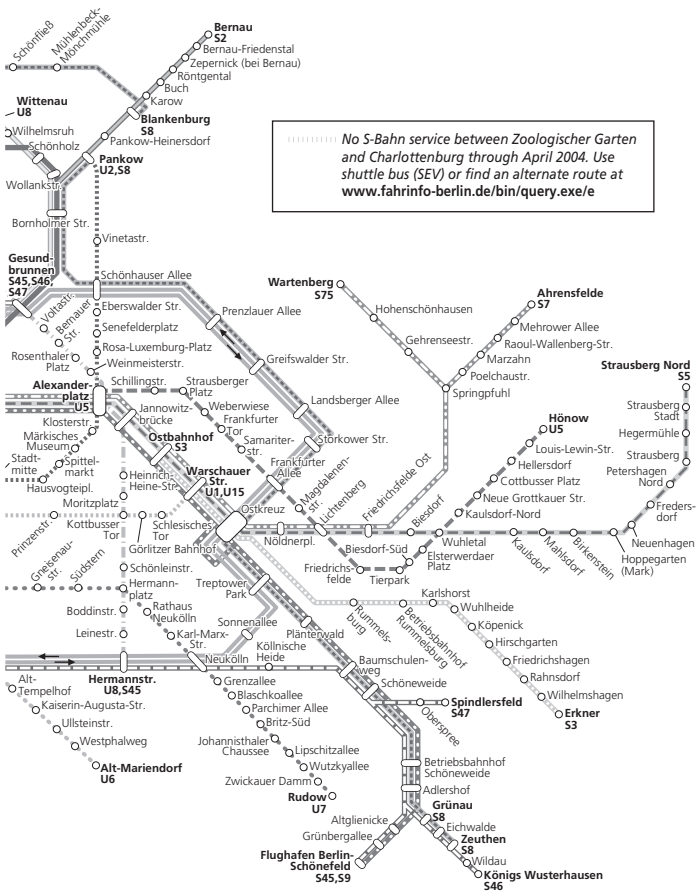 Schönfließ
Mühlenbeck-
Mönchmühle
Bernau
S2
Bernau-Friedenstal
Zepernick (bei Bernau)
Röntgental
Buch
Karow
Blankenburg
S8
Pankow-Heinersdorf
Wittenau
U8
Wilhelmsruh
Schönholz
Pankow
U2,S8
Wollankstr.
Bornholmer Str.
No S-Bahn service between Zoologischer Garten
and Charlottenburg through April 2004. Use
shuttle bus (SEV) or find an alternate route at
www.fahrinfo-berlin.de/bin/query.exe/e
Vinetastr.
Gesund-
brunnen
S45,S46,
S47
Schönhauser Allee
Voltastr.
Bernauer
Str.
Eberswalder Str.
Senefelderplatz
Rosenthaler
Platz
Rosa-Luxemburg-Platz
Weinmeisterstr.
Prenzlauer Allee
Greifswalder Str.
Landsberger Allee
Storkower Str.
Wartenberg
S75
Hohenschönhausen
Gehrenseestr.
Ahrensfelde
S7
Mehrower Allee
Raoul-Wallenberg-Str.
Marzahn
Poelchaustr.
Springpfuhl
Strausberg Nord
S5
Strausberg
Stadt
Hegermühle
Strausberg
Petershagen
Nord
Freders-
dorf
Neuenhagen
Hoppegarten
(Mark)
Birkenstein
Mahlsdorf
Kaulsdorf
Hönow
U5
Louis-Lewin-Str.
Hellersdorf
Cottbusser Platz
Neue Grottkauer Str.
Kaulsdorf-Nord
Wuhletal
Elsterwerdaer
Platz
Biesdorf-Süd
Biesdorf
Tierpark
Friedrichs-
felde
Friedrichsfelde Ost
Lichtenberg
Magdalenen-
str.
Nöldnerpl.
Alexander-
platz
U5
Schillingstr.
Strausberger
Platz
Weberwiese
Frankfurter
Tor
Samariter-
str.
Frankfurter
Allee
Jannowitz-
brücke
Ostbahnhof
S3
Warschauer
Str.
U1,U15
Ostkreuz
Klosterstr.
Märkisches
Museum
Spittel-
markt
Stadt-
mitte
Hausvogteipl.
Heinrich-
Heine-Str.
Moritzplatz
Prinzenstr.
Kottbusser
Tor
Schlesisches
Tor
Görlitzer Bahnhof
Schönleinstr.
Gneisenau-
str.
Südstern
Hermann-
platz
Boddinstr.
Leinestr.
Rathaus
Neukölln
Karl-Marx-
Str.
Neukölln
Treptower
Park
Sonnenallee
Köllnische
Heide
Plänterwald
Rummels-
burg
Betriebsbahnhof
Rummelsburg
Karlshorst
Wuhlheide
Köpenick
Hirschgarten
Friedrichshagen
Rahnsdorf
Wilhelmshagen
Erkner
S3
Baumschulen-
weg
Schöneweide
Oberspree
Spindlersfeld
S47
Hermannstr.
U8,S45
Alt-
Tempelhof
Kaiserin-Augusta-Str.
Ullsteinstr.
Westphalweg
Alt-Mariendorf
U6
Grenzallee
Blaschkoallee
Parchimer Allee
Britz-Süd
Johannisthaler
Chaussee
Lipschitzallee
Wutzkyallee
Zwickauer Damm
Rudow
U7
Betriebsbahnhof
Schöneweide
Adlershof
Grünau
S8
Altglienicke
Grünbergallee
Flughafen Berlin-
Schönefeld
S45,S9
Eichwalde
Zeuthen
S8
Wildau
Königs Wusterhausen
S46